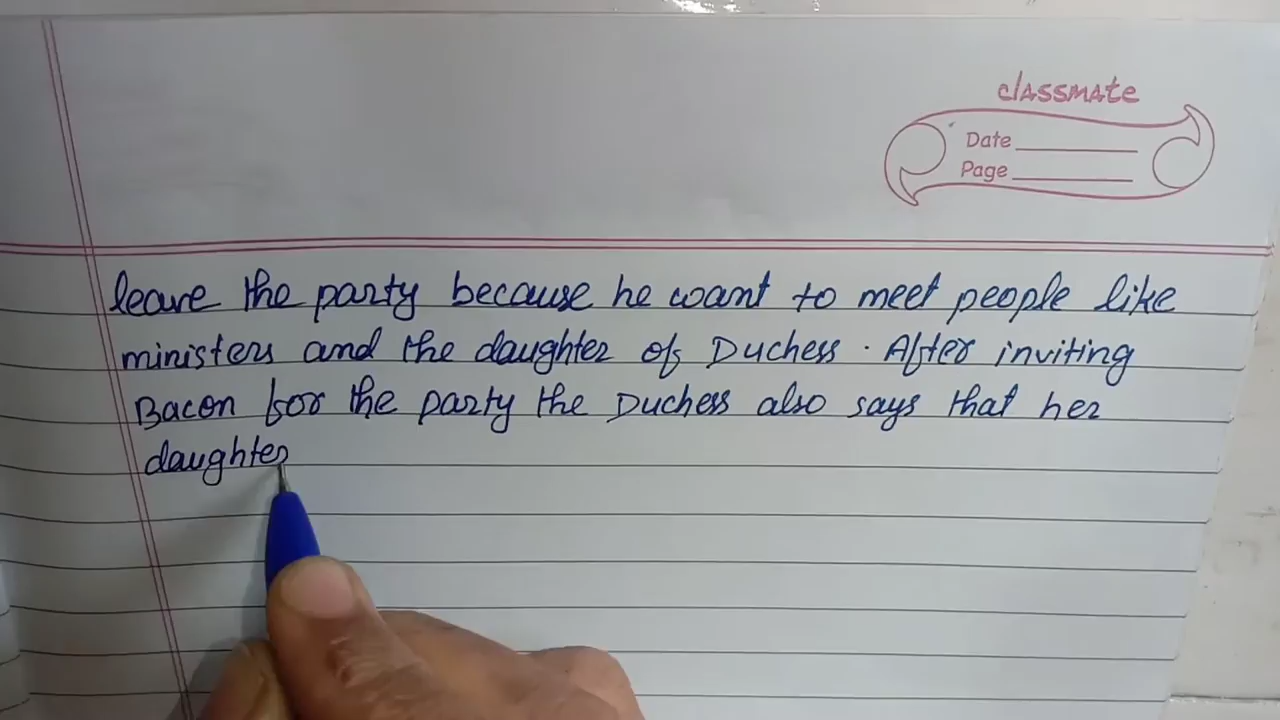 classmate
Date
Page
leave the party because he want to meet people like
ministers and the daughter of Duchess. After inviting
Bacon for the party the Duchess also says that her
daughter